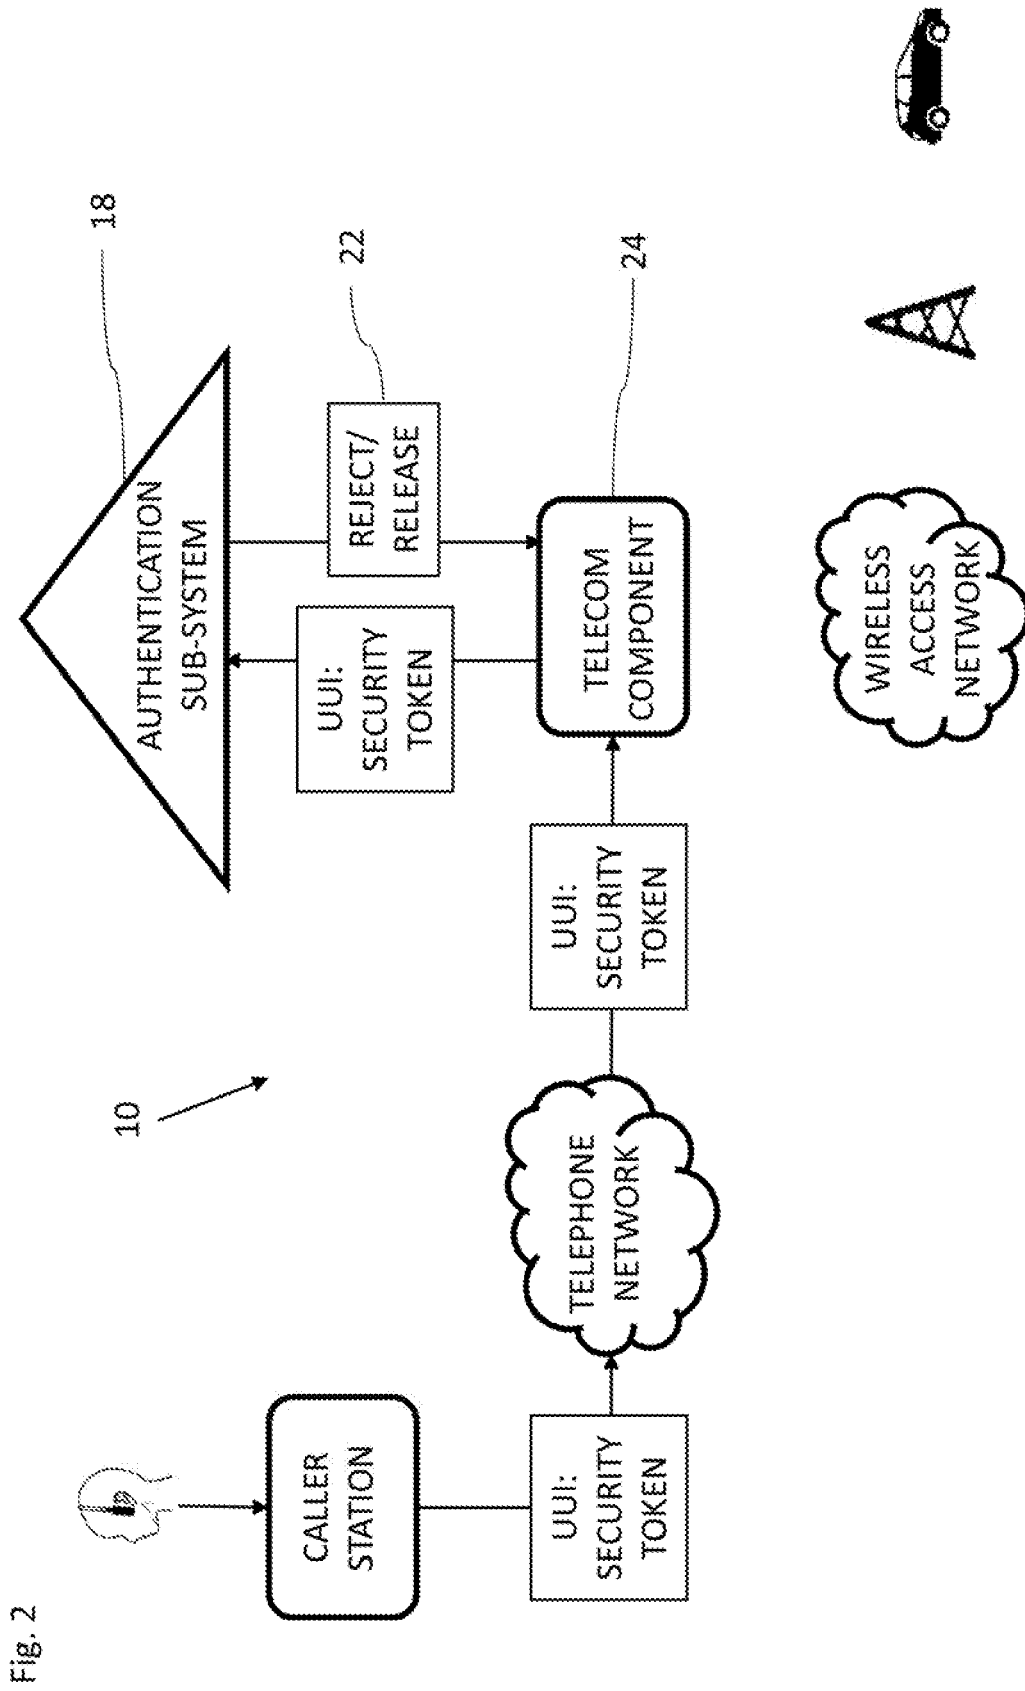 Fig. 2
10
18
22
24
CALLER
STATION
UUI:
SECURITY
TOKEN
TELEPHONE
NETWORK
UUI:
SECURITY
TOKEN
TELECOM
COMPONENT
UUI:
SECURITY
TOKEN
REJECT/
RELEASE
AUTHENTICATION
SUB-SYSTEM
WIRELESS
ACCESS
NETWORK